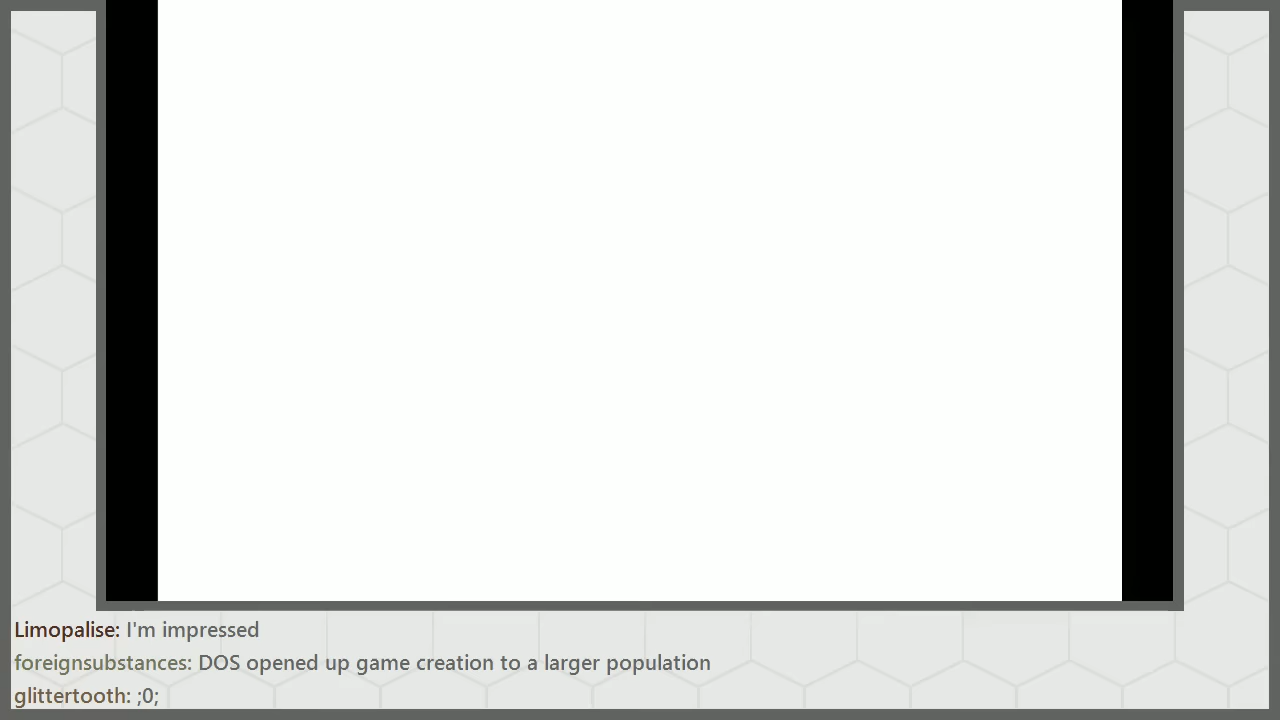 Limopalise: I'm impressed
foreignsubstances: DOS opened up game creation to a larger population
glittertooth: ;0;